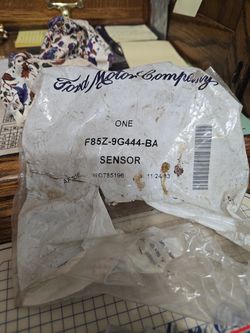 Ford Motor Company
ONE
F85Z-9G444-BA
SENSOR